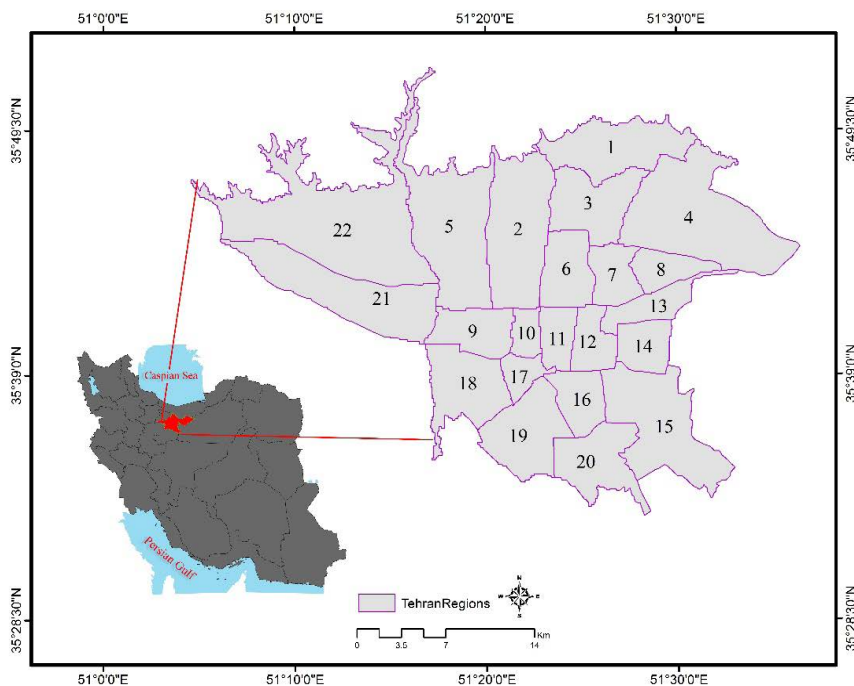 51°0'0"E 51°10'0"E 51°20'0"E 51°30'0"E
35°49'30"N 35°49'30"N
1
3
4
22 5 2
6 7 8
21
13
9 10 11 12 14
35°39'0"N 35°39'0"N
Caspian Sea
18 17
16
15
19
20
Persian Gulf
TehranRegions
N
W E
S
Km
0 3.5 7 14
35°28'30"N 35°28'30"N
51°0'0"E 51°10'0"E 51°20'0"E 51°30'0"E